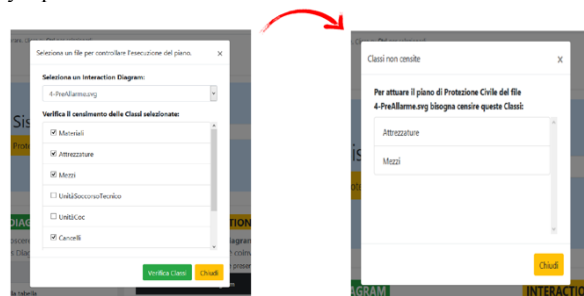 Seleziona un file per controllare l'esecuzione del piano.
x
Seleziona un Interaction Diagram:
4-PreAllarme.svg
Verifica il censimento delle Classi selezionate:
Materiali
Attrezzature
Mezzi
UnitàSoccorsoTecnico
UnitàCoc
Cancelli
Verifica Classi
Chiudi
Classi non censite
x
Per attuare il piano di Protezione Civile del file
4-PreAllarme.svg bisogna censire queste Classi:
Attrezzature
Mezzi
Chiudi
AGRAM
INTERACTIO